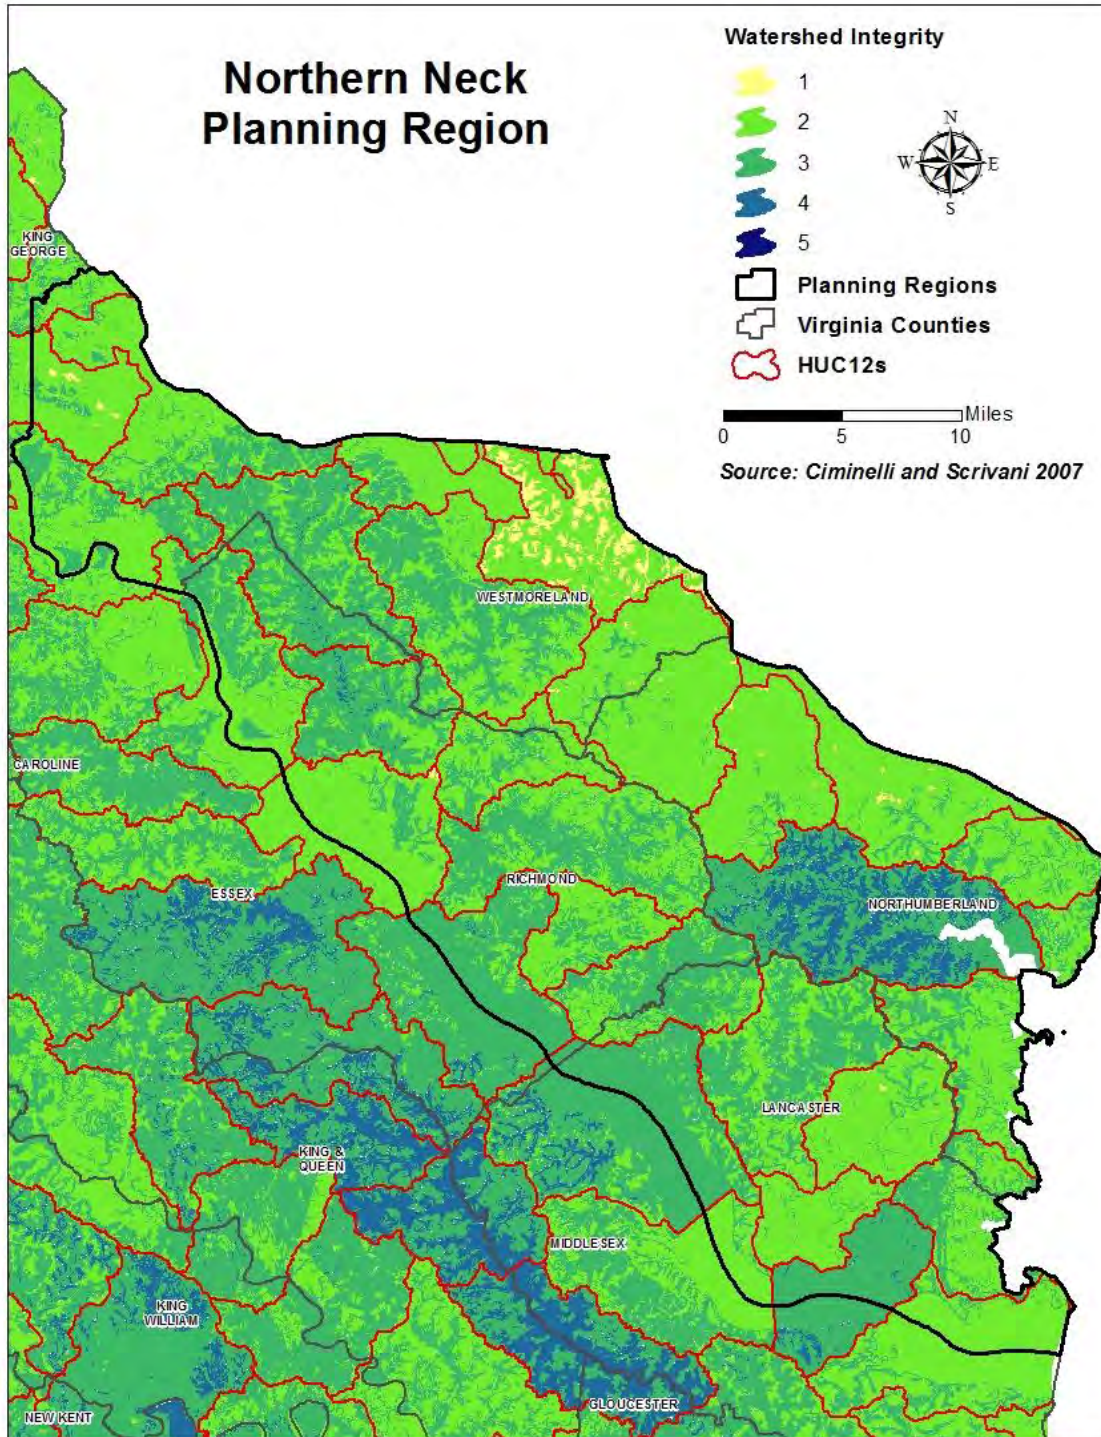 Northern Neck
Planning Region
Watershed Integrity
1
2
3
4
5
Planning Regions
Virginia Counties
HUC12s
N
W E
S
Miles
0 5 10
Source: Ciminelli and Scrivani 2007
KING
GEORGE
WESTMORELAND
CAROLINE
ESSEX
RICHMOND
NORTHUMBERLAND
LANCASTER
KING &
QUEEN
MIDDLESEX
KING
WILLIAM
GLOUCESTER
NEW KENT